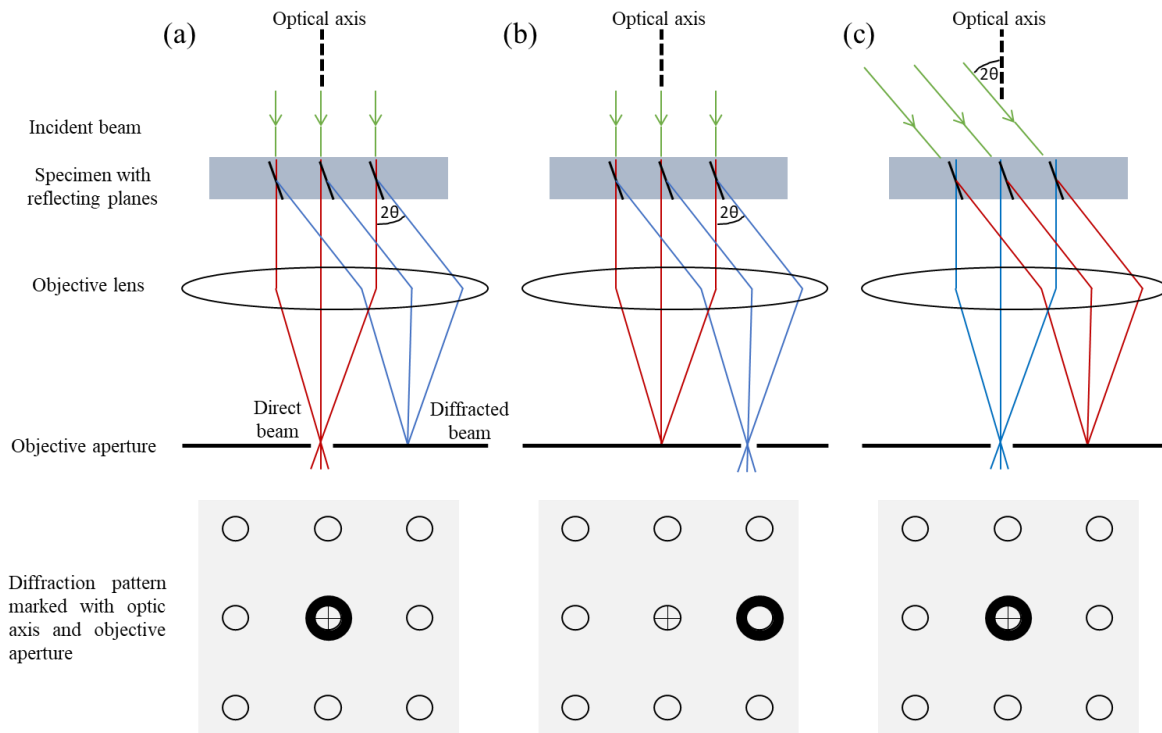 (a)
Optical axis
(b)
Optical axis
(c)
Optical axis
2θ
Incident beam
Specimen with
reflecting planes
2θ
2θ
Objective lens
Direct
beam
Diffracted
beam
Objective aperture
Diffraction pattern
marked with optic
axis and objective
aperture